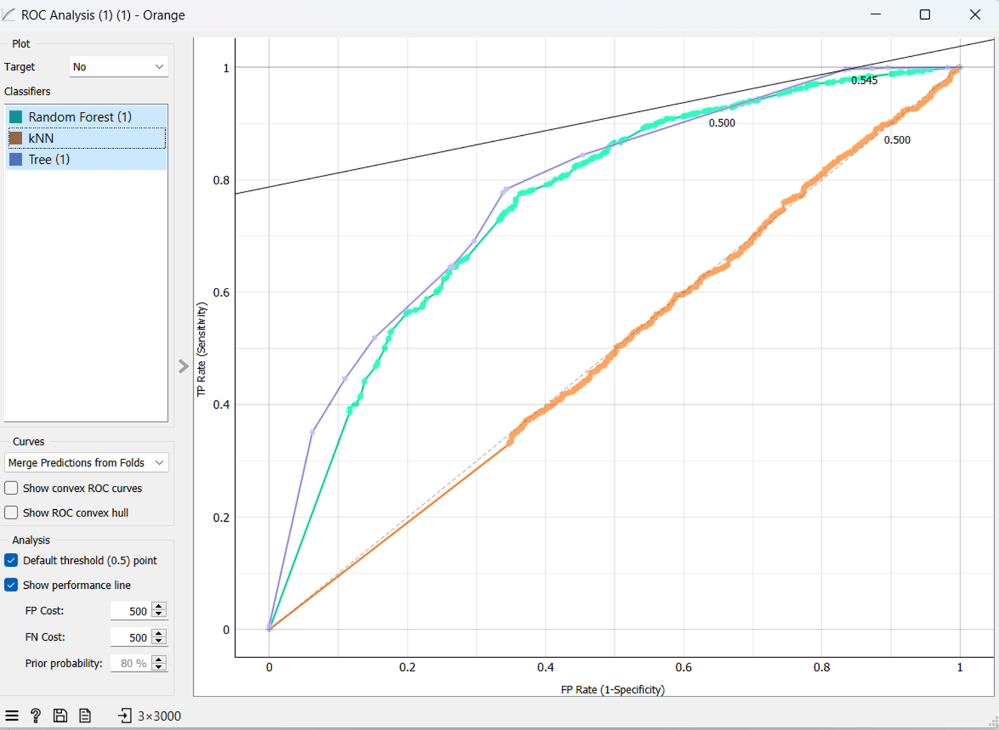 ROC Analysis (1) (1) - Orange
Plot
Target
No
Classifiers
Random Forest (1)
kNN
Tree (1)
Curves
Merge Predictions from Folds
Show convex ROC curves
Show ROC convex hull
Analysis
Default threshold (0.5) point
Show performance line
FP Cost: 500
FN Cost: 500
Prior probability: 80 %
3×3000
TP Rate (Sensitivity)
1
0.8
0.6
0.4
0.2
0
0.545
0.500
0.500
0 0.2 0.4 0.6 0.8 1
FP Rate (1-Specificity)